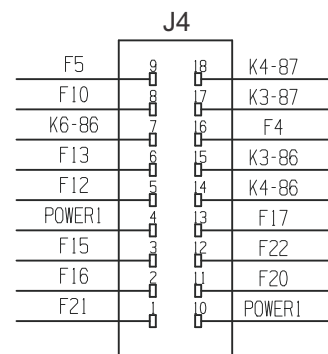 J4
F5 9 18 K4-87
F10 8 17 K3-87
K6-86 7 16 F4
F13 6 15 K3-86
F12 5 14 K4-86
POWER1 4 13 F17
F15 3 12 F22
F16 2 11 F20
F21 1 10 POWER1